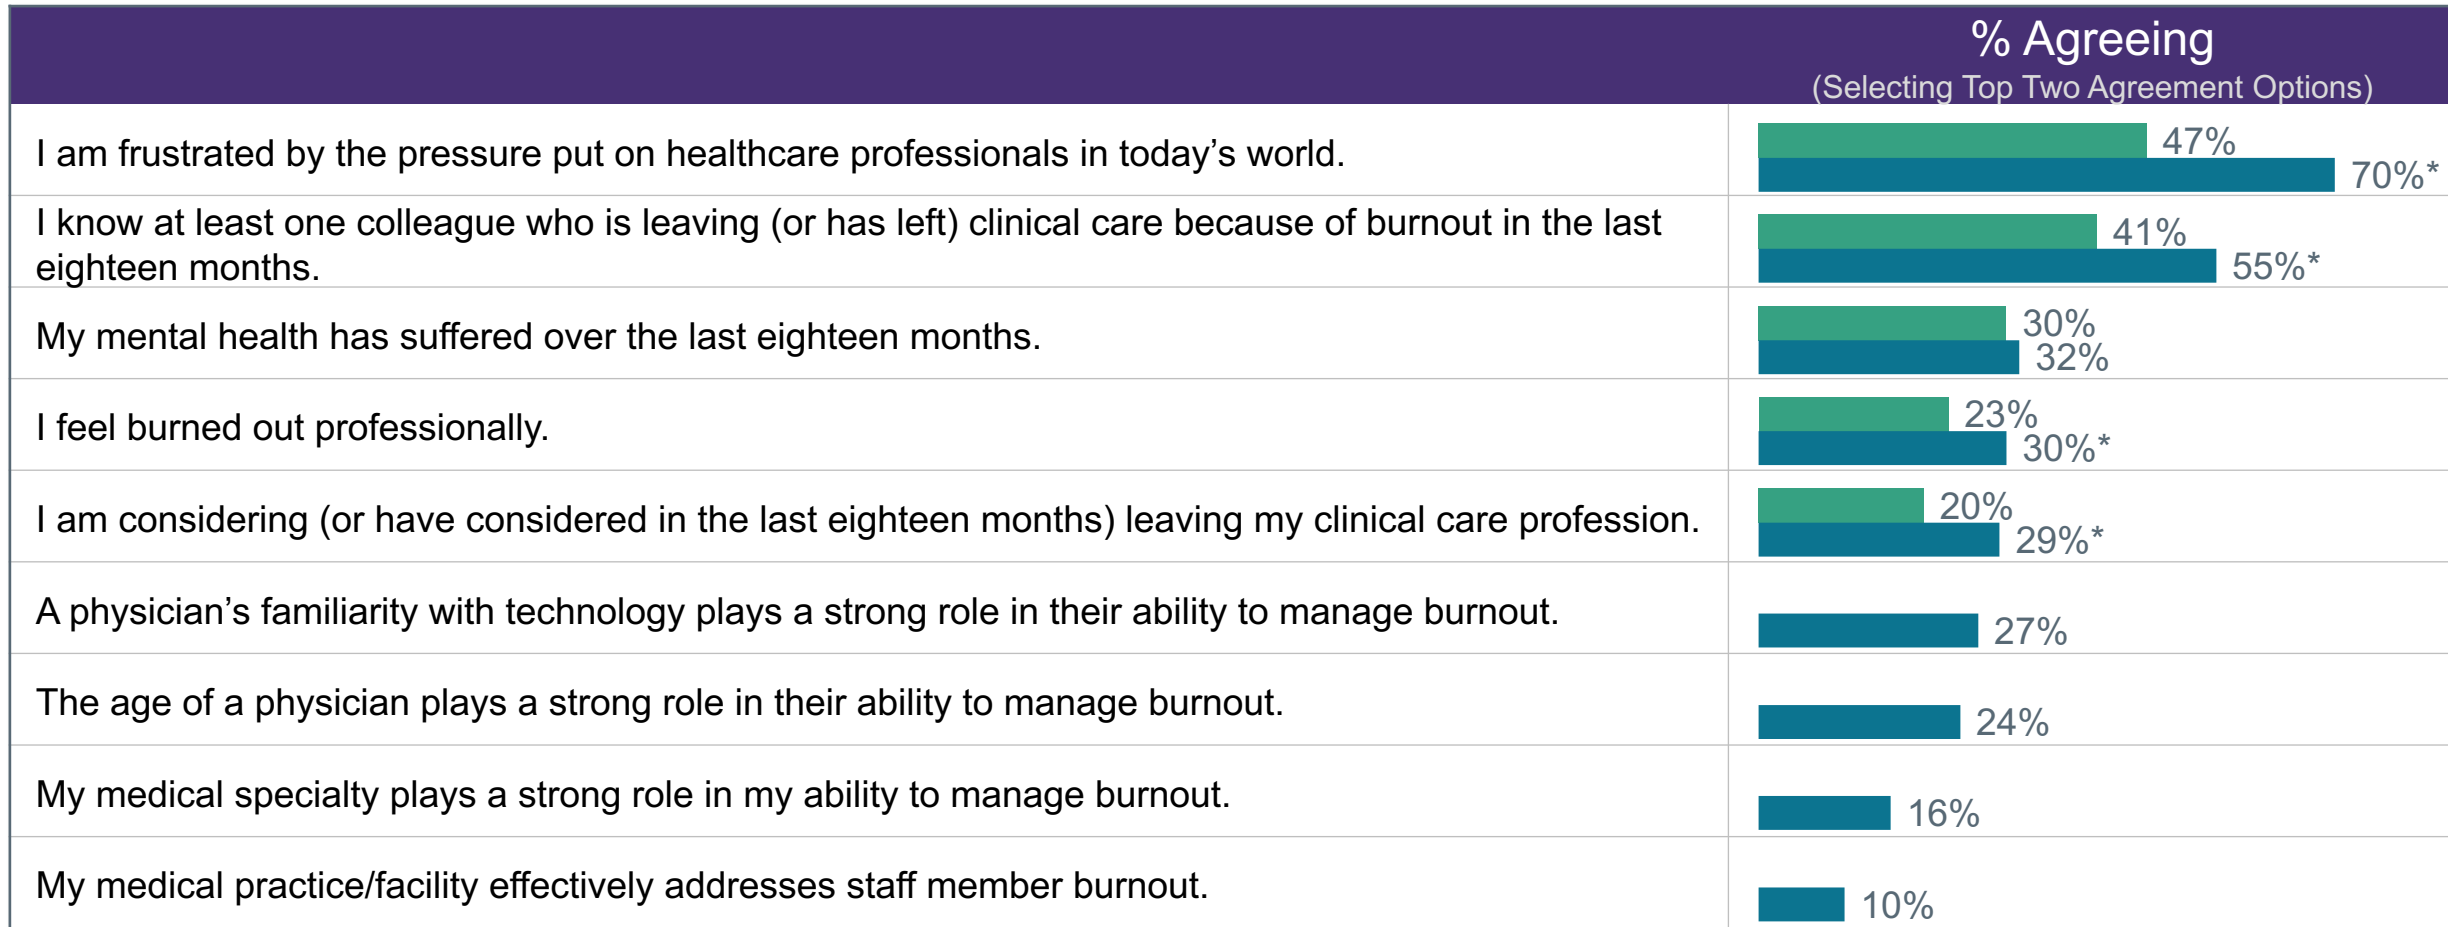 % Agreeing
(Selecting Top Two Agreement Options)
I am frustrated by the pressure put on healthcare professionals in today’s world.
47%
70%*
I know at least one colleague who is leaving (or has left) clinical care because of burnout in the last
eighteen months.
41%
55%*
My mental health has suffered over the last eighteen months.
30%
32%
I feel burned out professionally.
23%
30%*
I am considering (or have considered in the last eighteen months) leaving my clinical care profession.
20%
29%*
A physician’s familiarity with technology plays a strong role in their ability to manage burnout.
27%
The age of a physician plays a strong role in their ability to manage burnout.
24%
My medical specialty plays a strong role in my ability to manage burnout.
16%
My medical practice/facility effectively addresses staff member burnout.
10%